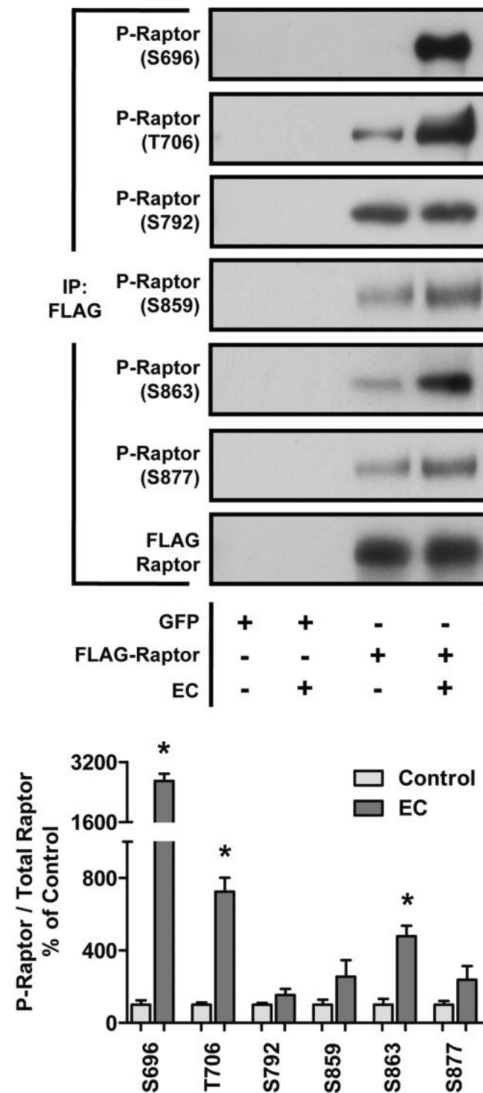 P-Raptor
(S696)
P-Raptor
(T706)
P-Raptor
(S792)
IP:
FLAG
P-Raptor
(S859)
P-Raptor
(S863)
P-Raptor
(S877)
FLAG
Raptor
GFP + + - -
FLAG-Raptor - - + +
EC - + - +
P-Raptor / Total Raptor
% of Control
3200
1600
800
400
0
* * *
Control
EC
S696 T706 S792 S859 S863 S877